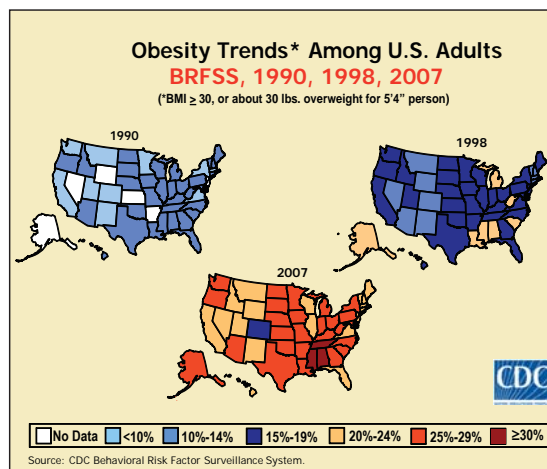 Obesity Trends* Among U.S. Adults
BRFSS, 1990, 1998, 2007
(*BMI ≥ 30, or about 30 lbs. overweight for 5'4" person)
1990
1998
2007
CDC
No Data <10% 10%-14% 15%-19% 20%-24% 25%-29% ≥30%
Source: CDC Behavioral Risk Factor Surveillance System.